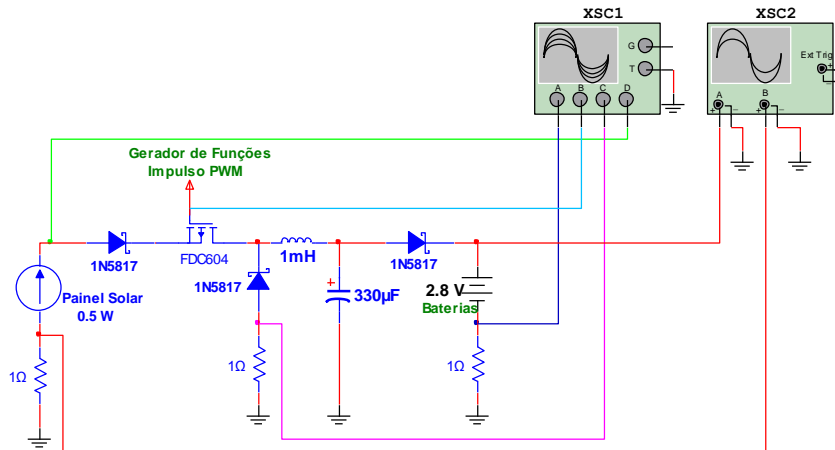 XSC1
XSC2
G
T
A
B
C
D
Ext Trig
+
−
A
B
+
−
+
−
Gerador de Funções
Impulso PWM
FDC604
1N5817
1mH
1N5817
1N5817
Painel Solar
0.5 W
+
330µF
2.8 V
Baterias
1Ω
1Ω
1Ω